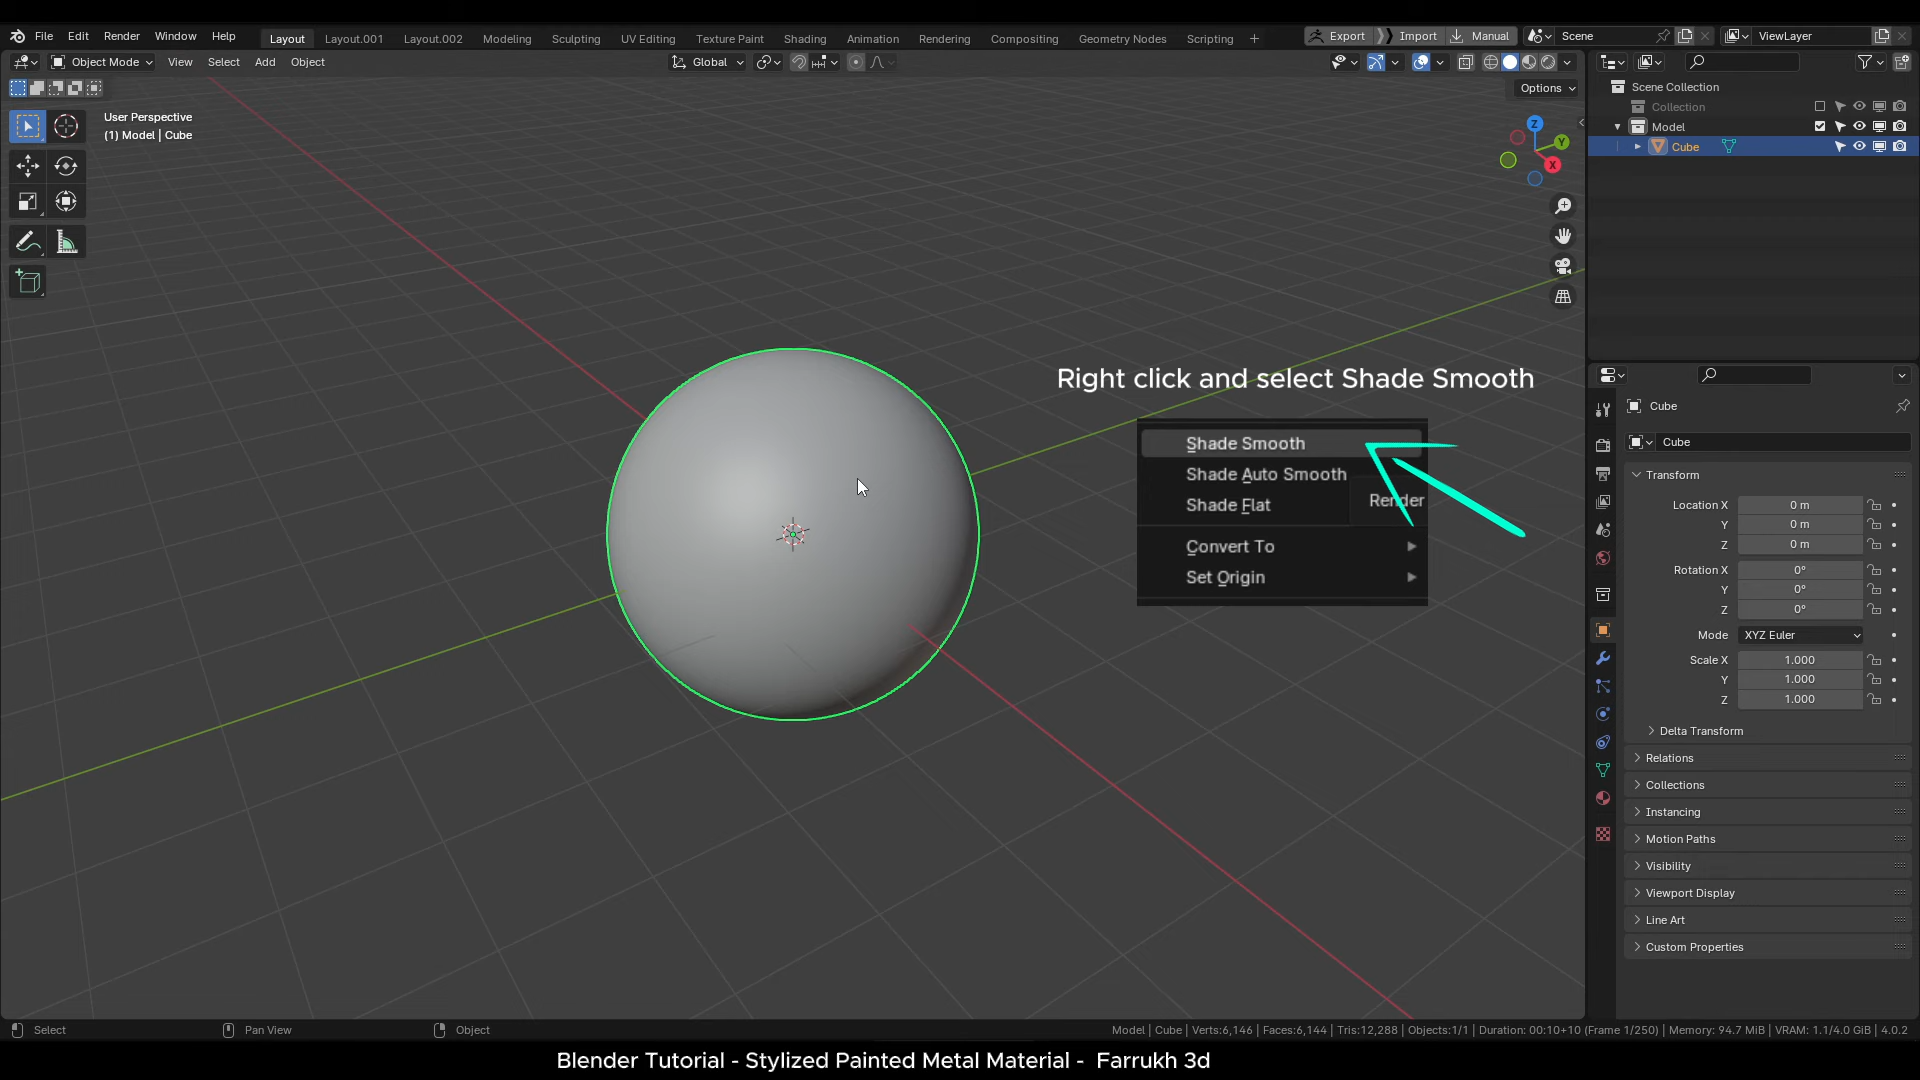 File Edit Render Window Help Layout Layout.001 Layout.002 Modeling Sculpting UV Editing Texture Paint Shading Animation Rendering Compositing Geometry Nodes Scripting + Export Import Manual Scene ViewLayer
Object Mode View Select Add Object Global
Options
User Perspective
(1) Model | Cube
Z
Y
X
Scene Collection
Collection
Model
Cube
Right click and select Shade Smooth
Shade Smooth
Shade Auto Smooth
Shade Flat
Render
Convert To
Set Origin
Cube
Cube
Transform
Location X 0 m
Y 0 m
Z 0 m
Rotation X 0°
Y 0°
Z 0°
Mode XYZ Euler
Scale X 1.000
Y 1.000
Z 1.000
Delta Transform
Relations
Collections
Instancing
Motion Paths
Visibility
Viewport Display
Line Art
Custom Properties
Select Pan View Object Model | Cube | Verts:6,146 | Faces:6,144 | Tris:12,288 | Objects:1/1 | Duration: 00:10+10 (Frame 1/250) | Memory: 94.7 MiB | VRAM: 1.1/4.0 GiB | 4.0.2
Blender Tutorial - Stylized Painted Metal Material - Farrukh 3d